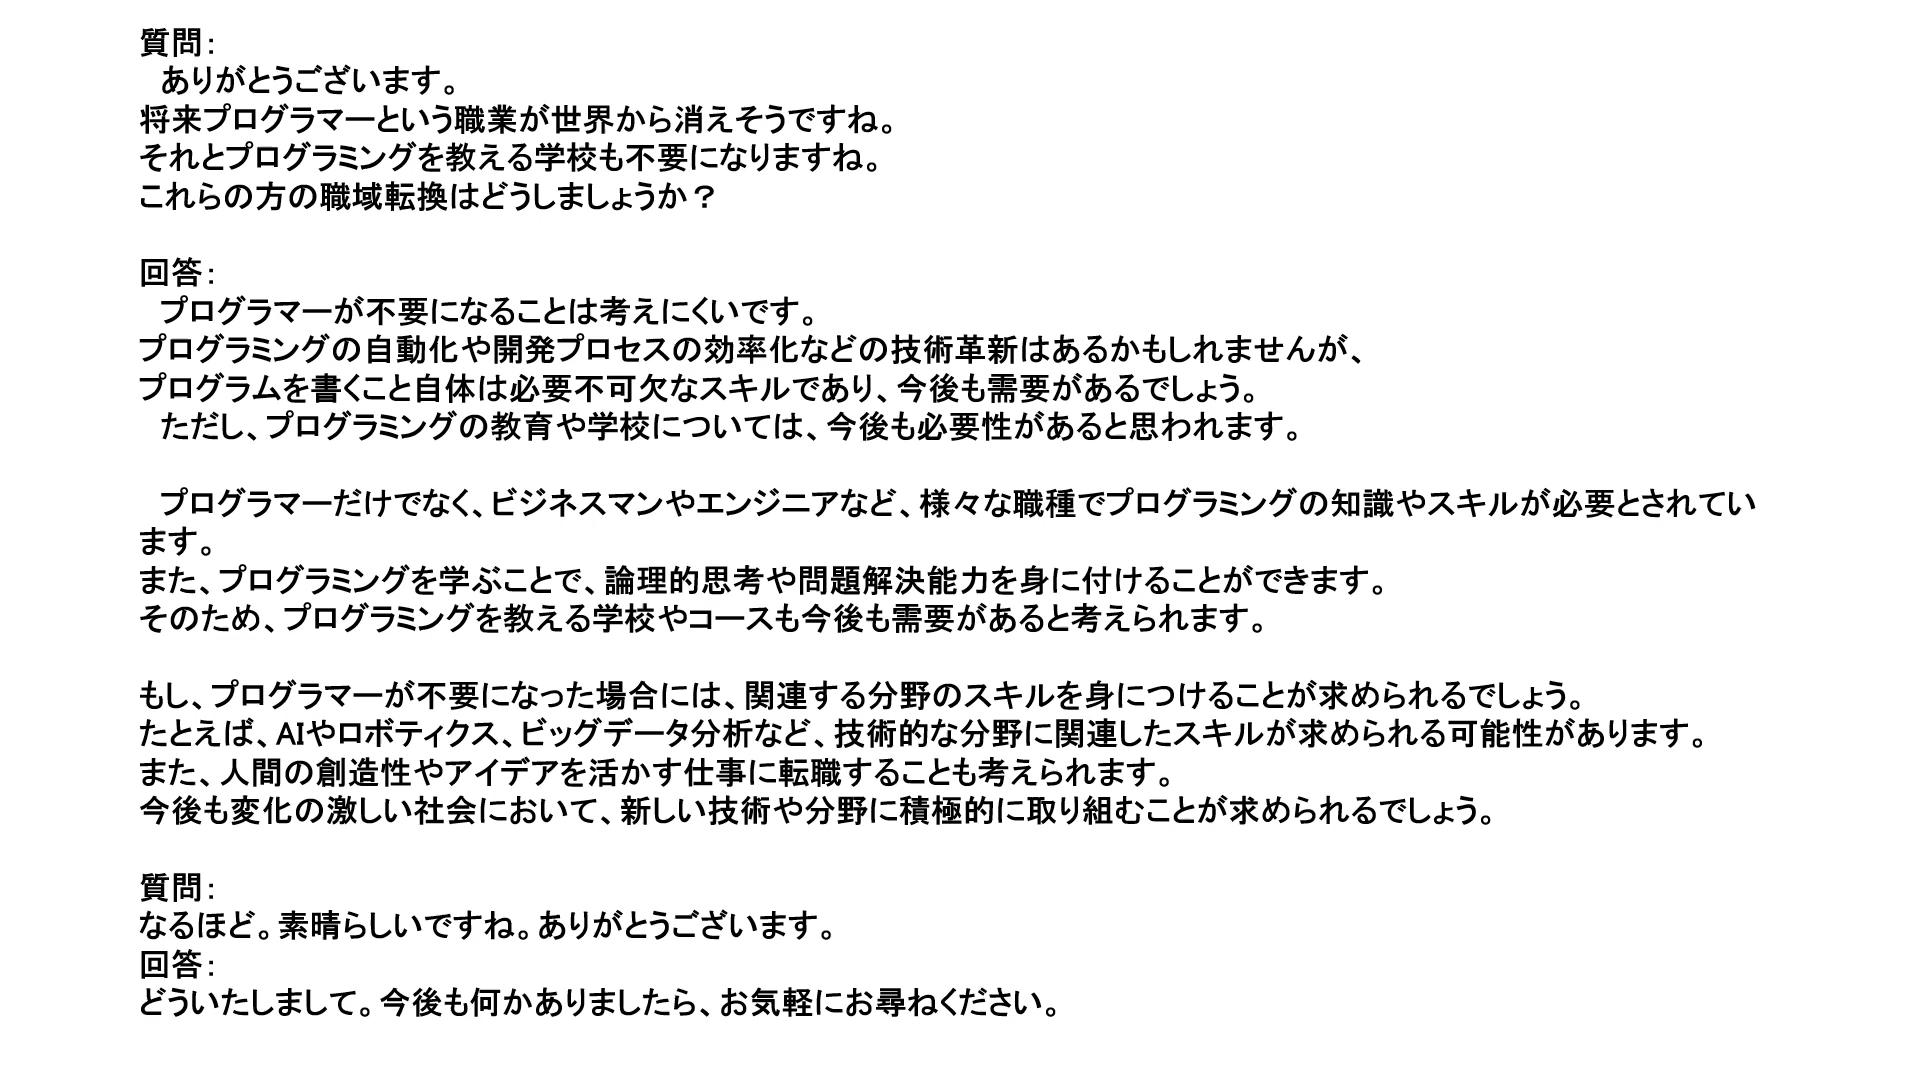 質問：
　ありがとうございます。
将来プログラマーという職業が世界から消えそうですね。
それとプログラミングを教える学校も不要になりますね。
これらの方の職域転換はどうしましょうか？
回答：
　プログラマーが不要になることは考えにくいです。
プログラミングの自動化や開発プロセスの効率化などの技術革新はあるかもしれませんが、
プログラムを書くこと自体は必要不可欠なスキルであり、今後も需要があるでしょう。
　ただし、プログラミングの教育や学校については、今後も必要性があると思われます。
　プログラマーだけでなく、ビジネスマンやエンジニアなど、様々な職種でプログラミングの知識やスキルが必要とされてい
ます。
また、プログラミングを学ぶことで、論理的思考や問題解決能力を身に付けることができます。
そのため、プログラミングを教える学校やコースも今後も需要があると考えられます。
もし、プログラマーが不要になった場合には、関連する分野のスキルを身につけることが求められるでしょう。
たとえば、AIやロボティクス、ビッグデータ分析など、技術的な分野に関連したスキルが求められる可能性があります。
また、人間の創造性やアイデアを活かす仕事に転職することも考えられます。
今後も変化の激しい社会において、新しい技術や分野に積極的に取り組むことが求められるでしょう。
質問：
なるほど。素晴らしいですね。ありがとうございます。
回答：
どういたしまして。今後も何かありましたら、お気軽にお尋ねください。